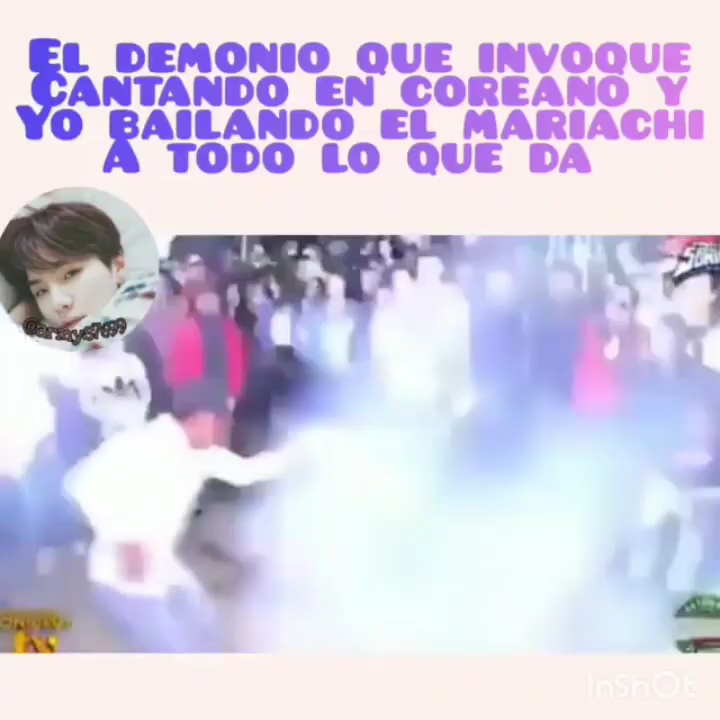 El demonio que invoque
Cantando en coreano y
Yo bailando el mariachi
A todo lo que da
InShOt